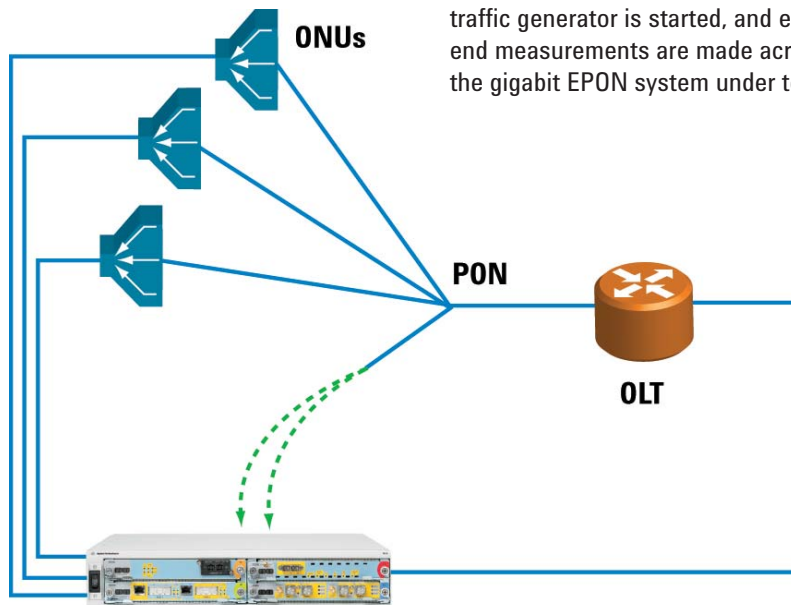 traffic generator is started, and e
end measurements are made acr
the gigabit EPON system under t
ONUs
PON
OLT